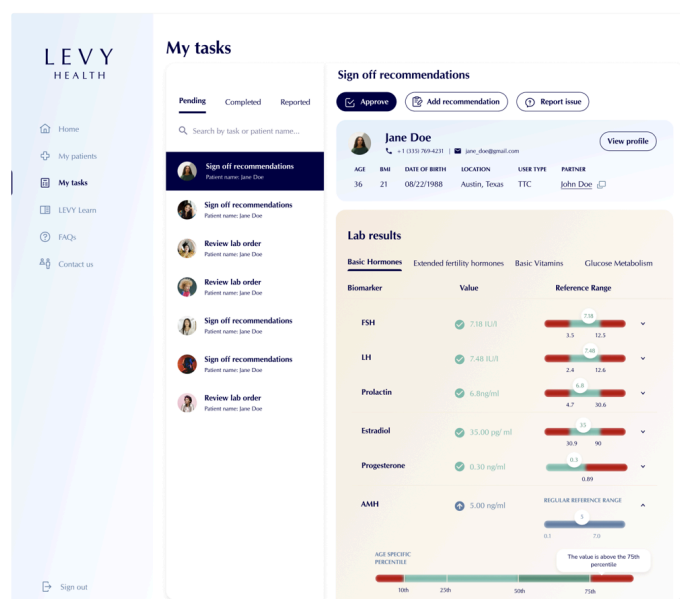 LEVY
HEALTH
Home
My patients
My tasks
LEVY Learn
FAQs
Contact us
Sign out
My tasks
Pending Completed Reported
Search by task or patient name...
Sign off recommendations
Patient name: Jane Doe
Sign off recommendations
Patient name: Jane Doe
Review lab order
Patient name: Jane Doe
Review lab order
Patient name: Jane Doe
Sign off recommendations
Patient name: Jane Doe
Sign off recommendations
Patient name: Jane Doe
Review lab order
Patient name: Jane Doe
Sign off recommendations
Approve Add recommendation Report issue
Jane Doe
+1 (335) 769-4231 | jane_doe@gmail.com
View profile
AGE BMI DATE OF BIRTH LOCATION USER TYPE PARTNER
36 21 08/22/1988 Austin, Texas TTC John Doe
Lab results
Basic Hormones Extended fertility hormones Basic Vitamins Glucose Metabolism
Biomarker Value Reference Range
FSH 7.18 IU/l 7.18
3.5 12.5
LH 7.48 IU/l 7.48
2.4 12.6
Prolactin 6.8ng/ml 6.8
4.7 30.6
Estradiol 35.00 pg/ ml 35
30.9 90
Progesterone 0.30 ng/ml 0.3
0.89
AMH 5.00 ng/ml REGULAR REFERENCE RANGE
5
0.1 7.0
AGE SPECIFIC
PERCENTILE
The value is above the 75th
percentile
10th 25th 50th 75th